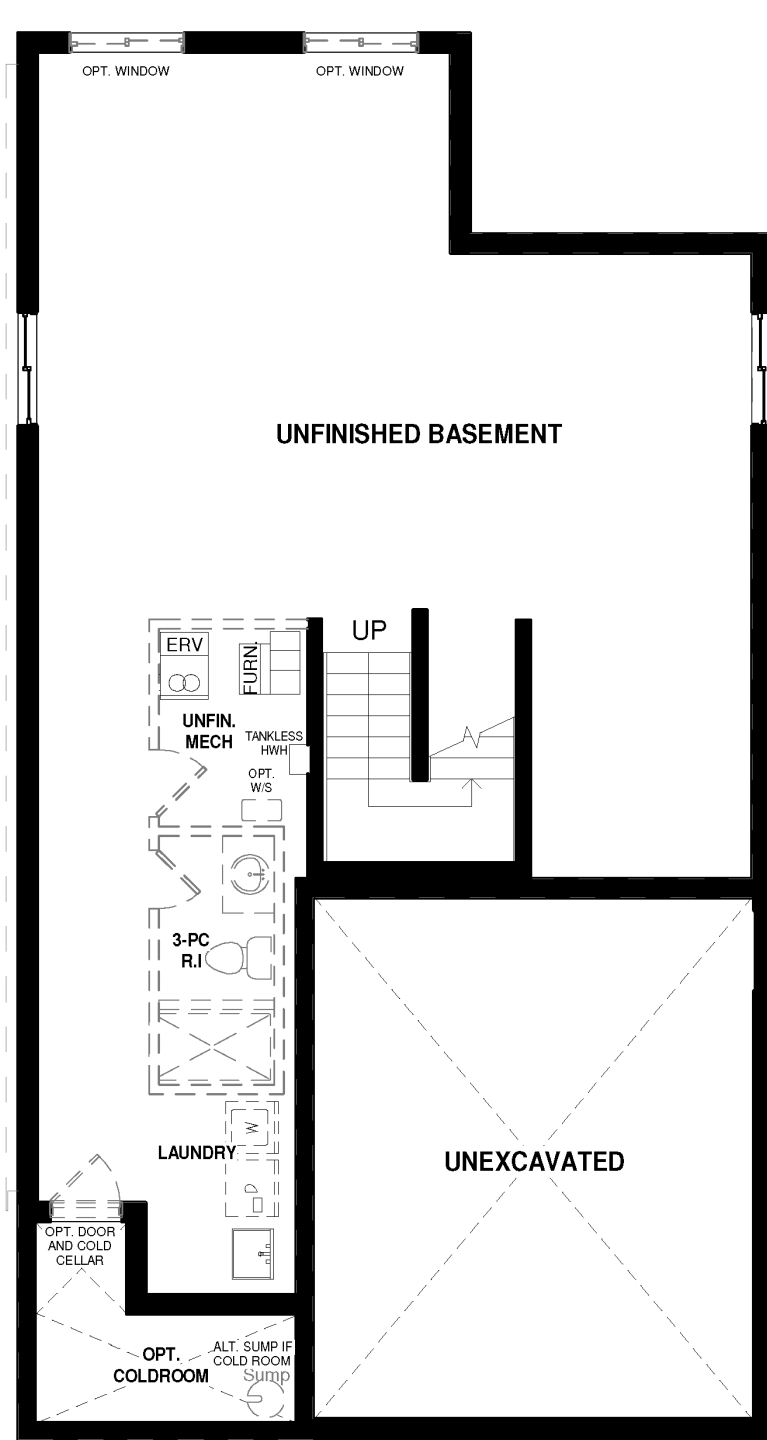 OPT. WINDOW
OPT. WINDOW
UNFINISHED BASEMENT
UP
ERV
FURN.
UNFIN.
MECH
TANKLESS
HWH
OPT.
W/S
3-PC
R.I
W
LAUNDRY
D
UNEXCAVATED
OPT. DOOR
AND COLD
CELLAR
OPT.
COLDROOM
ALT. SUMP IF
COLD ROOM
Sump